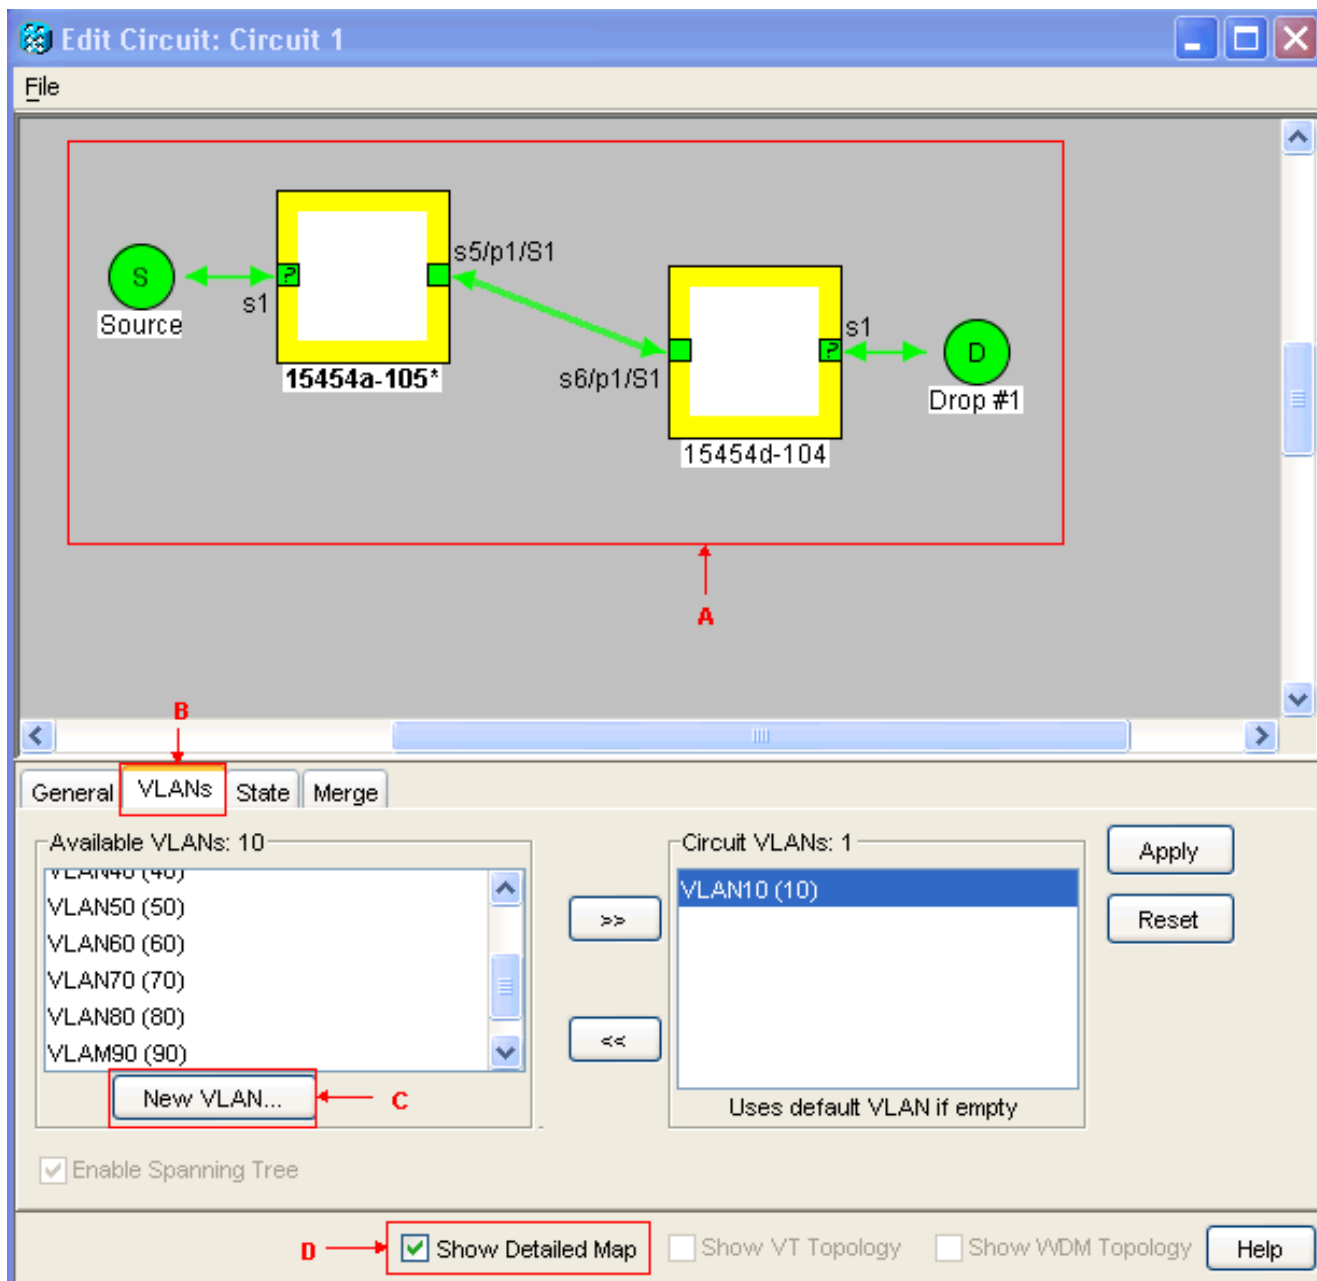 Edit Circuit: Circuit 1
File
S
Source
s1
?
15454a-105*
s5/p1/S1
s6/p1/S1
15454d-104
s1
?
D
Drop #1
A
B
General VLANs State Merge
Available VLANs: 10
VLAN40 (40)
VLAN50 (50)
VLAN60 (60)
VLAN70 (70)
VLAN80 (80)
VLAM90 (90)
New VLAN...
C
>>
<<
Circuit VLANs: 1
VLAN10 (10)
Uses default VLAN if empty
Apply
Reset
Enable Spanning Tree
D
Show Detailed Map
Show VT Topology
Show WDM Topology
Help